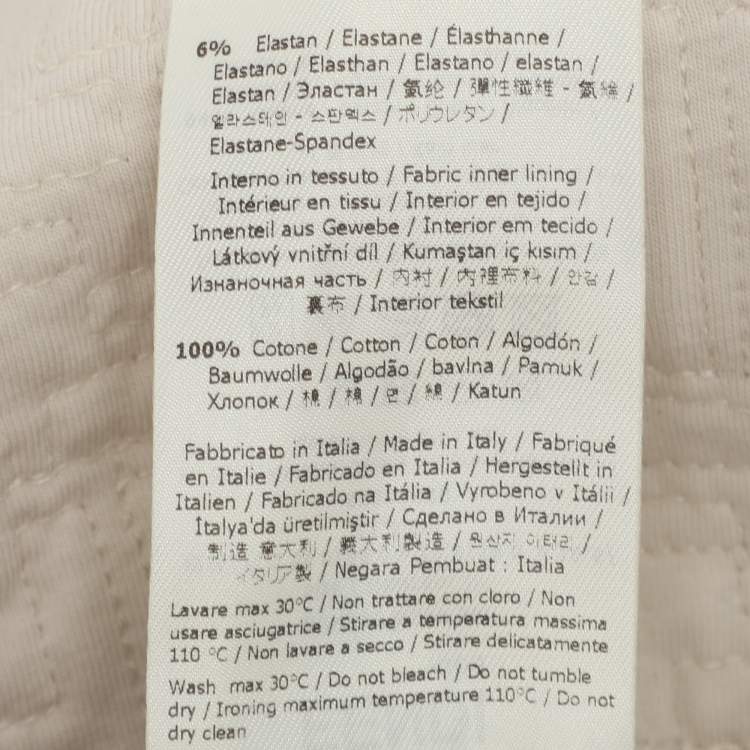 6% Elastan / Elastane / Élasthanne /
Elastano / Elasthan / Elastano / elastan /
Elastan / Эластан / 氨纶 / 彈性纖維 - 氨綸 /
엘라스테인 - 스판덱스 / ポリウレタン /
Elastane-Spandex
Interno in tessuto / Fabric inner lining /
Intérieur en tissu / Interior en tejido /
Innenteil aus Gewebe / Interior em tecido /
Látkový vnitřní díl / Kumaştan iç kısım /
Изнаночная часть / 内衬 / 內裡布料 / 안감 /
裏布 / Interior tekstil
100% Cotone / Cotton / Coton / Algodón /
Baumwolle / Algodão / bavlna / Pamuk /
Хлопок / 棉 / 棉 / 면 / 綿 / Katun
Fabbricato in Italia / Made in Italy / Fabriqué
en Italie / Fabricado en Italia / Hergestellt in
Italien / Fabricado na Itália / Vyrobeno v Itálii /
İtalya'da üretilmiştir / Сделано в Италии /
制造 意大利 / 義大利製造 / 원산지 이태리 /
イタリア製 / Negara Pembuat : Italia
Lavare max 30°C / Non trattare con cloro / Non
usare asciugatrice / Stirare a temperatura massima
110 °C / Non lavare a secco / Stirare delicatamente
Wash max 30°C / Do not bleach / Do not tumble
dry / Ironing maximum temperature 110°C / Do not
dry clean